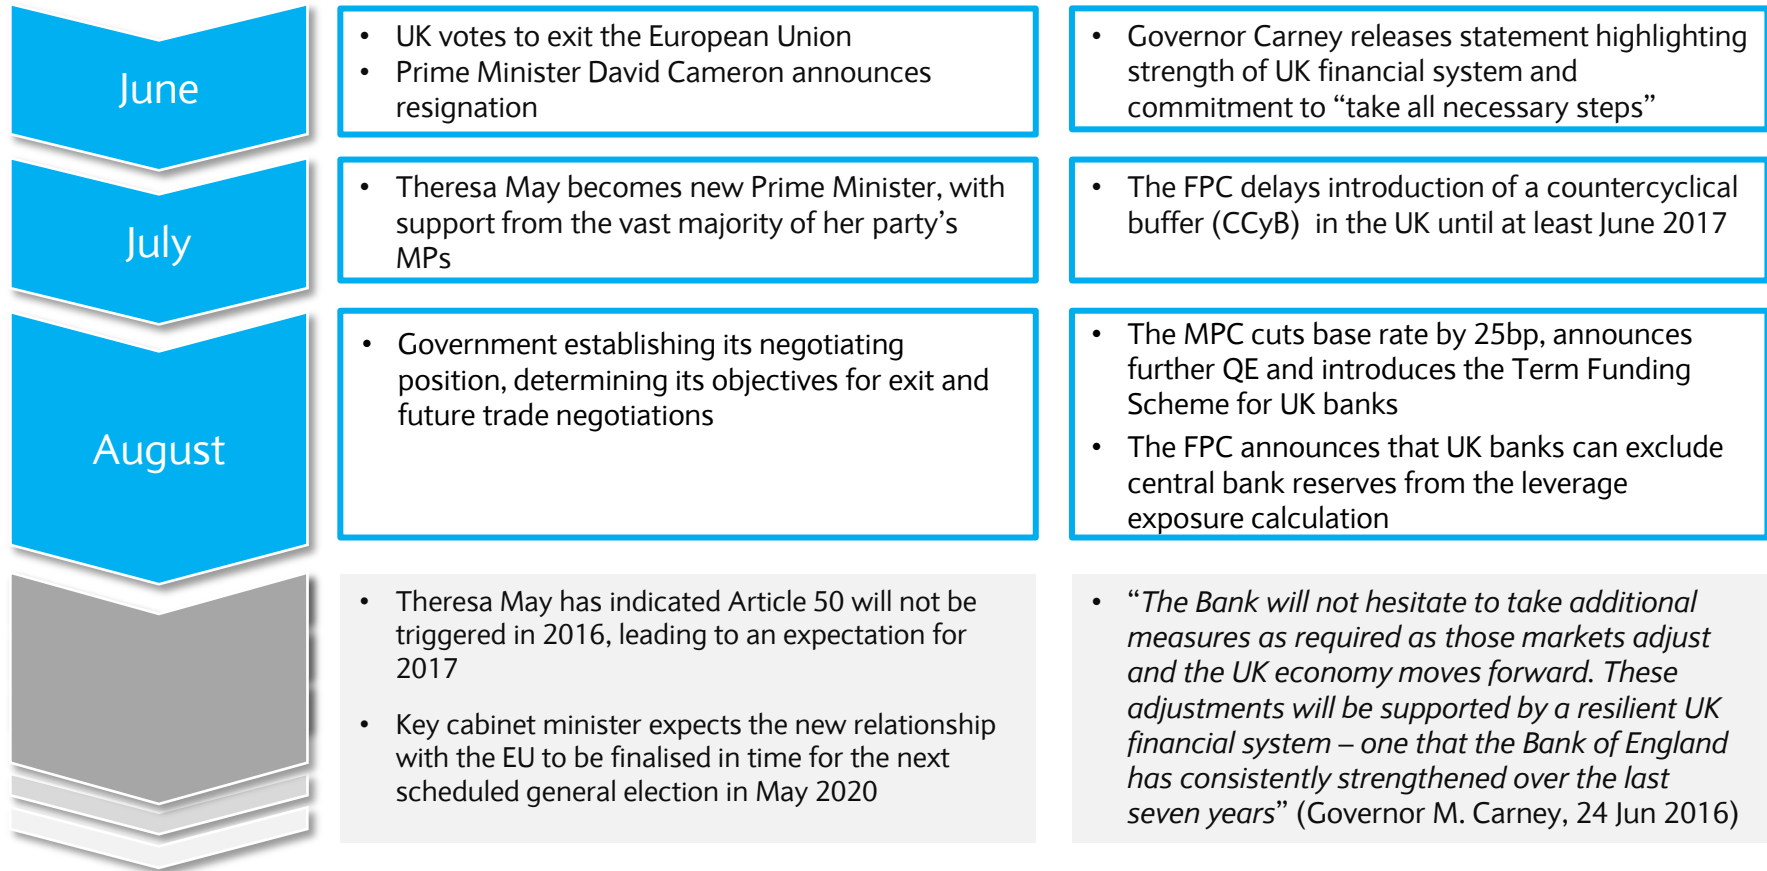 June
• UK votes to exit the European Union
• Prime Minister David Cameron announces
resignation
• Governor Carney releases statement highlighting
strength of UK financial system and
commitment to “take all necessary steps”
July
• Theresa May becomes new Prime Minister, with
support from the vast majority of her party’s
MPs
• The FPC delays introduction of a countercyclical
buffer (CCyB)  in the UK until at least June 2017
August
• Government establishing its negotiating
position, determining its objectives for exit and
future trade negotiations
• The MPC cuts base rate by 25bp, announces
further QE and introduces the Term Funding
Scheme for UK banks
• The FPC announces that UK banks can exclude
central bank reserves from the leverage
exposure calculation
• Theresa May has indicated Article 50 will not be
triggered in 2016, leading to an expectation for
2017
• Key cabinet minister expects the new relationship
with the EU to be finalised in time for the next
scheduled general election in May 2020
• “The Bank will not hesitate to take additional
measures as required as those markets adjust
and the UK economy moves forward. These
adjustments will be supported by a resilient UK
financial system – one that the Bank of England
has consistently strengthened over the last
seven years” (Governor M. Carney, 24 Jun 2016)